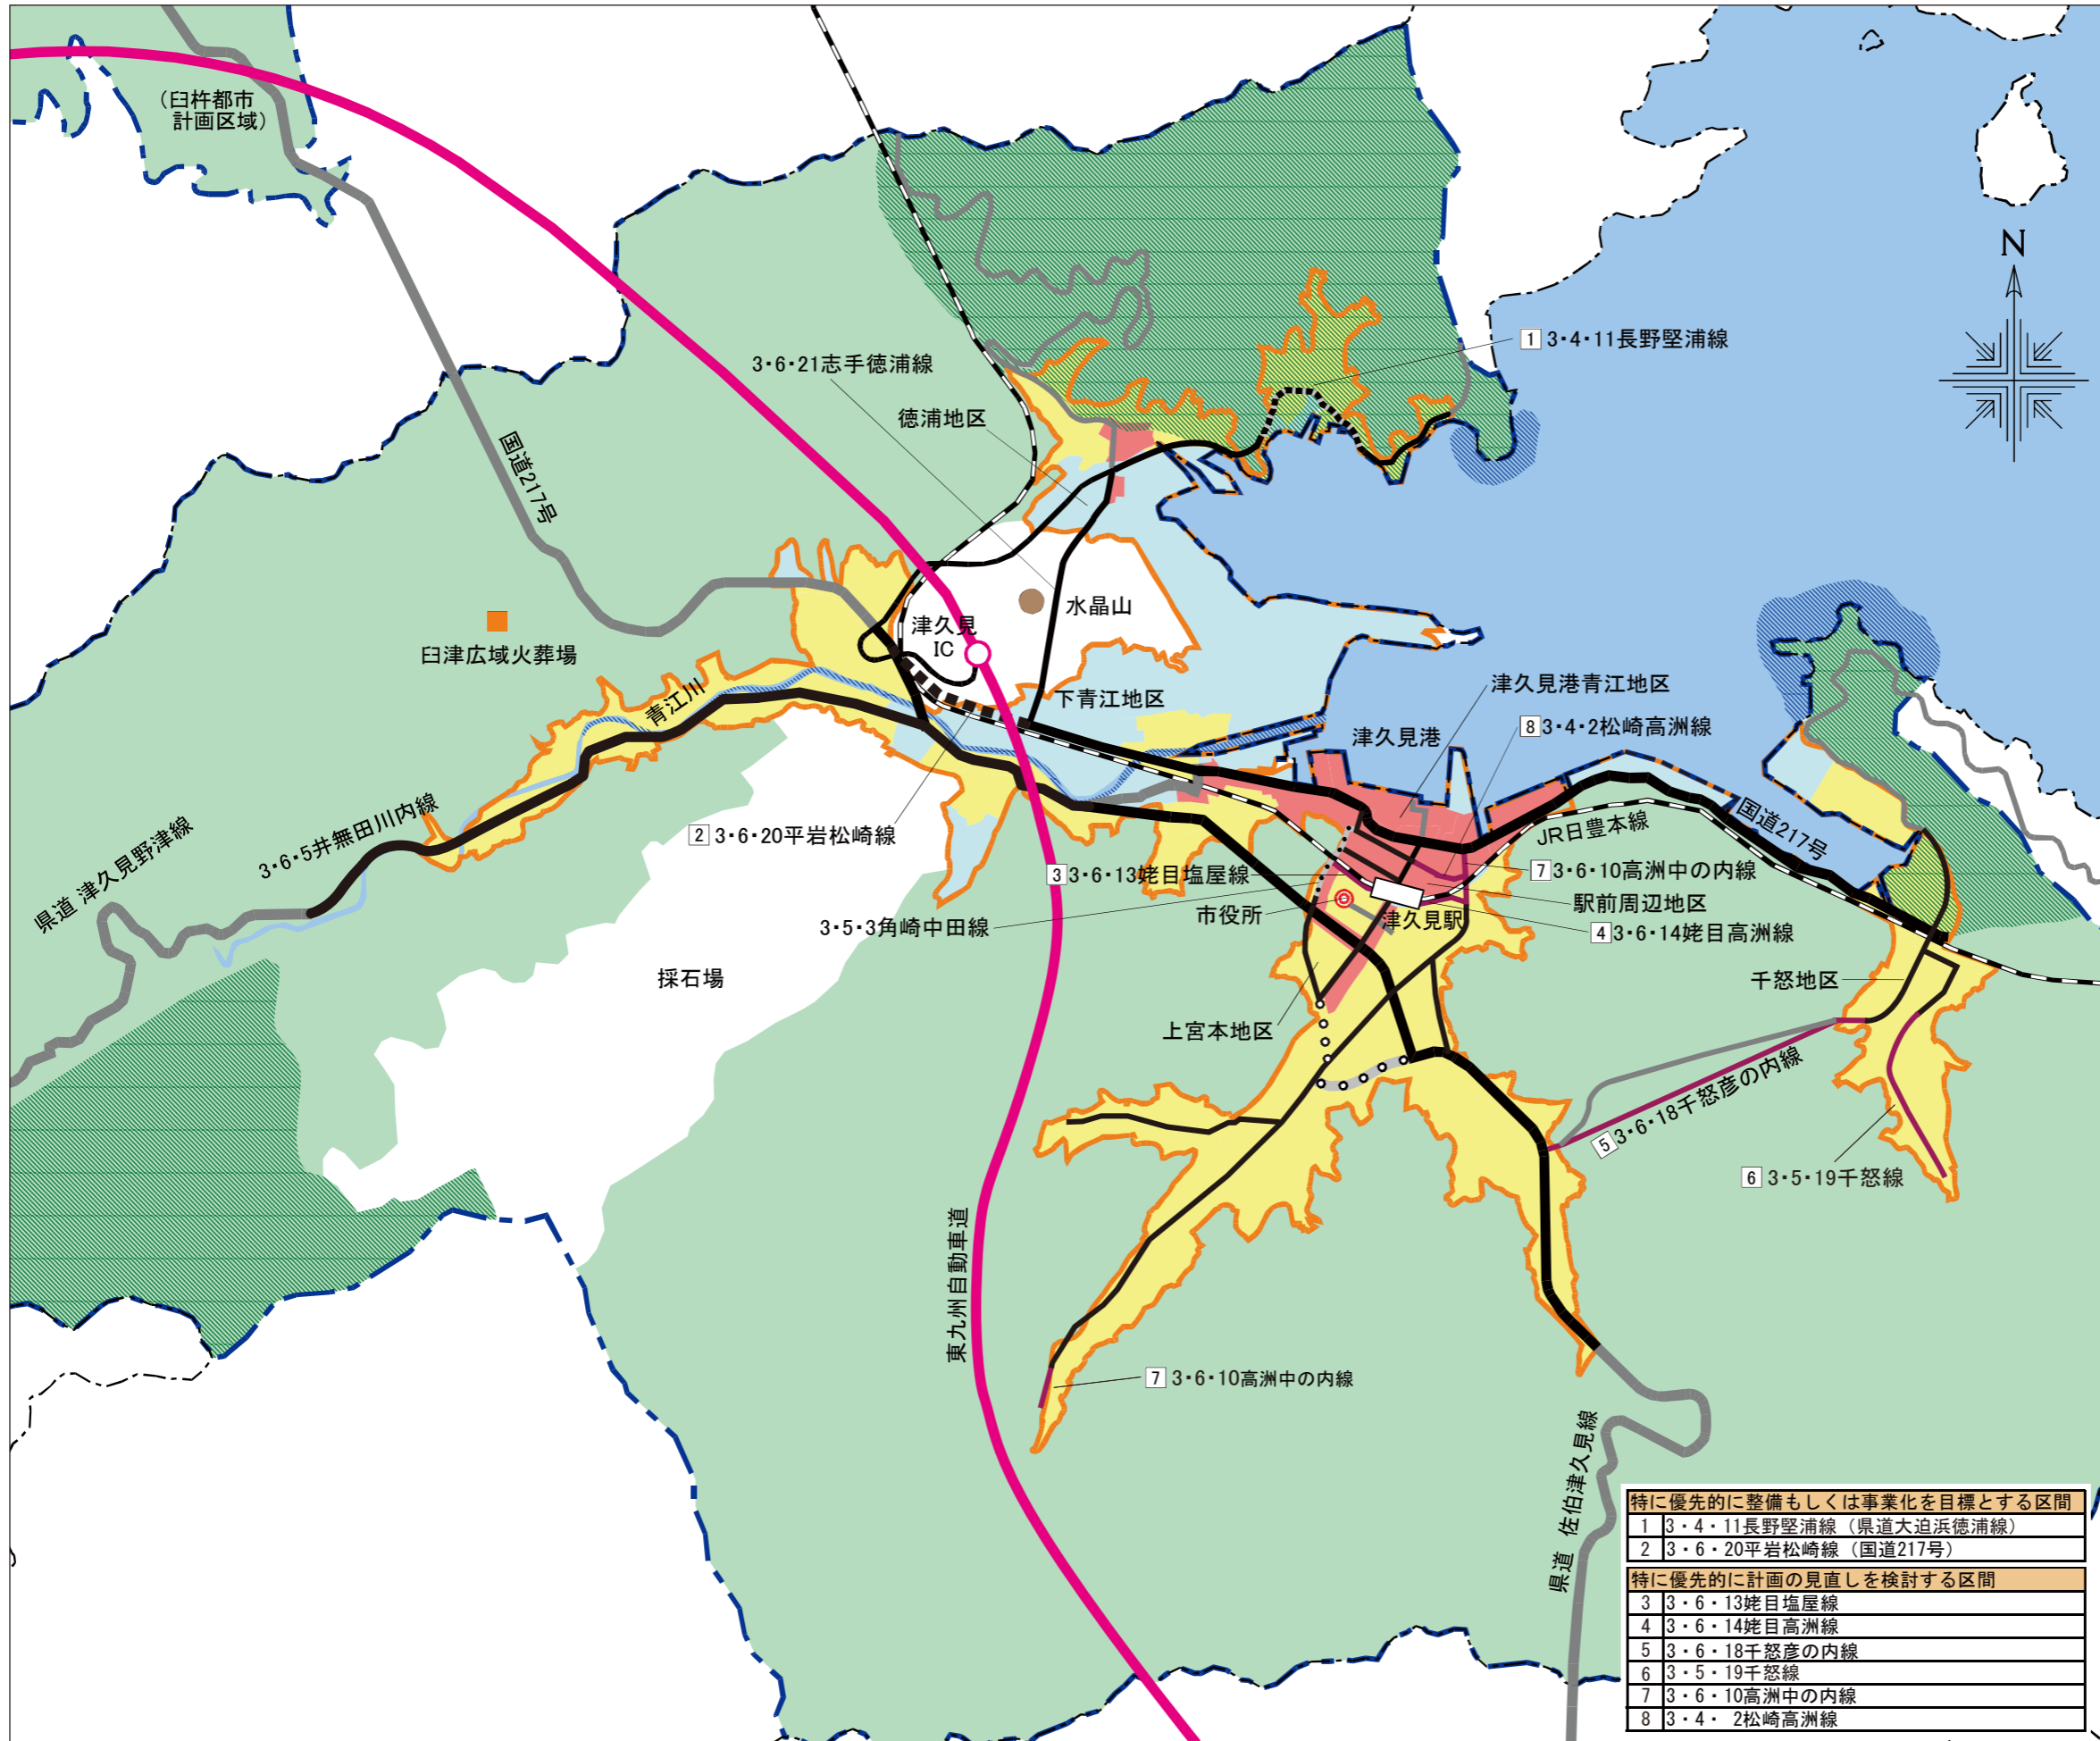 （臼杵都市
計画区域）
N
1 3・4・11長野堅浦線
3・6・21志手徳浦線
徳浦地区
国道217号
水晶山
津久見
IC
臼津広域火葬場
下青江地区
津久見港青江地区
青江川
津久見港
8 3・4・2松崎高洲線
国道217号
JR日豊本線
2 3・6・20平岩松崎線
3・6・5井無田川内線
県道 津久見野津線
3 3・6・13姥目塩屋線
7 3・6・10高洲中の内線
駅前周辺地区
市役所
津久見駅
3・5・3角崎中田線
4 3・6・14姥目高洲線
採石場
千怒地区
上宮本地区
5 3・6・18千怒彦の内線
6 3・5・19千怒線
東九州自動車道
7 3・6・10高洲中の内線
県道 佐伯津久見線
特に優先的に整備もしくは事業化を目標とする区間
1 3・4・11長野堅浦線（県道大迫浜徳浦線）
2 3・6・20平岩松崎線（国道217号）
特に優先的に計画の見直しを検討する区間
3 3・6・13姥目塩屋線
4 3・6・14姥目高洲線
5 3・6・18千怒彦の内線
6 3・5・19千怒線
7 3・6・10高洲中の内線
8 3・4・ 2松崎高洲線